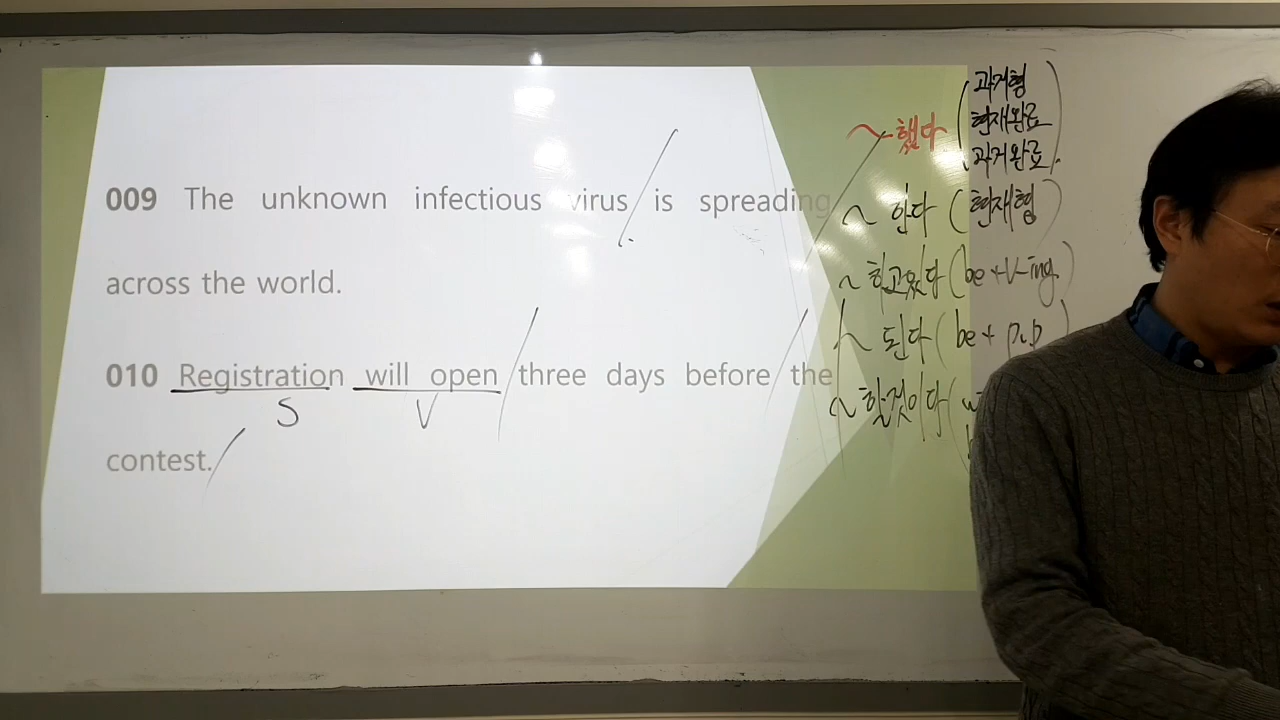 009 The unknown infectious virus is spreading
across the world.
010 Registration will open three days before the
contest.
S V
~했다 (과거형
현재완료
과거완료)
~한다 (현재형)
~하고있다 (be+V-ing)
~된다 (be+p.p)
~할것이다 (w